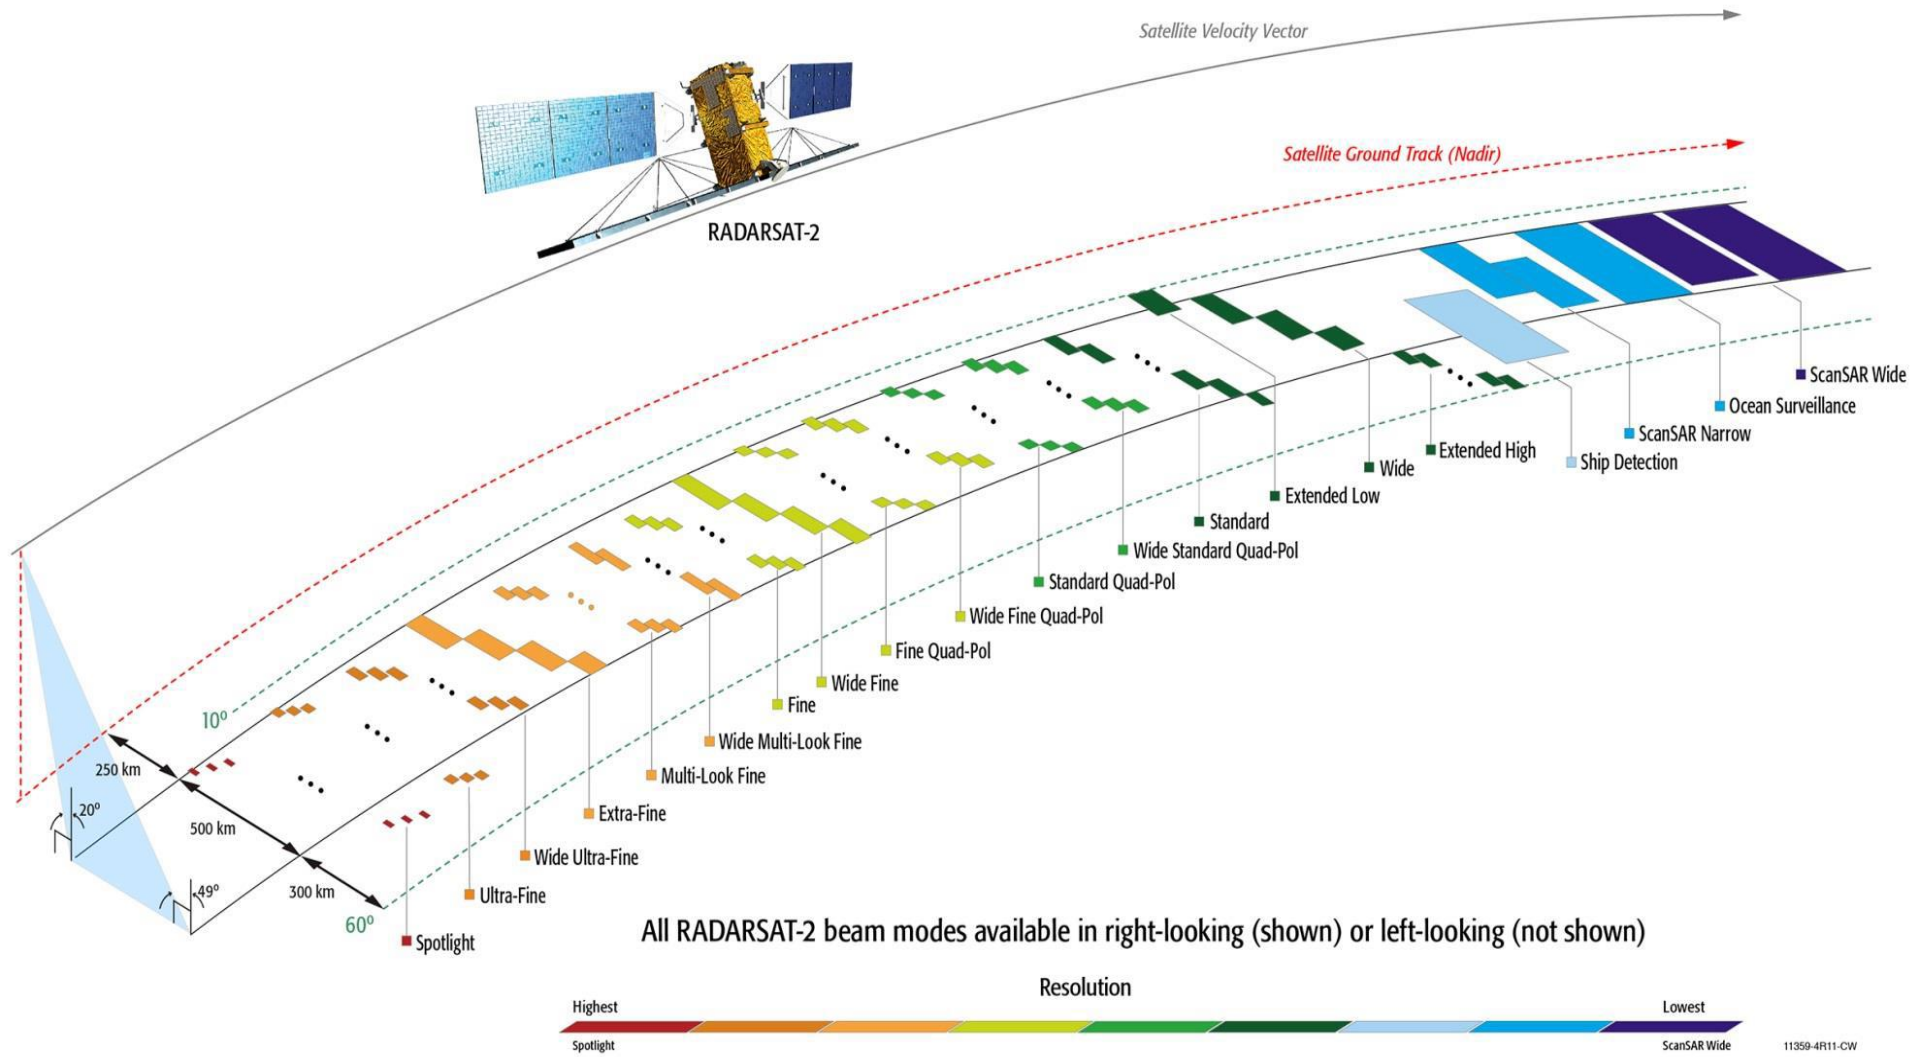 Satellite Velocity Vector
Satellite Ground Track (Nadir)
RADARSAT-2
ScanSAR Wide
Ocean Surveillance
ScanSAR Narrow
Ship Detection
Extended High
Wide
Extended Low
Standard
Wide Standard Quad-Pol
Standard Quad-Pol
Wide Fine Quad-Pol
Fine Quad-Pol
Wide Fine
Fine
Wide Multi-Look Fine
Multi-Look Fine
Extra-Fine
Wide Ultra-Fine
Ultra-Fine
Spotlight
10º
250 km
20º
500 km
49º
300 km
60º
All RADARSAT-2 beam modes available in right-looking (shown) or left-looking (not shown)
Resolution
Highest
Lowest
Spotlight
ScanSAR Wide
11359-4R11-CW